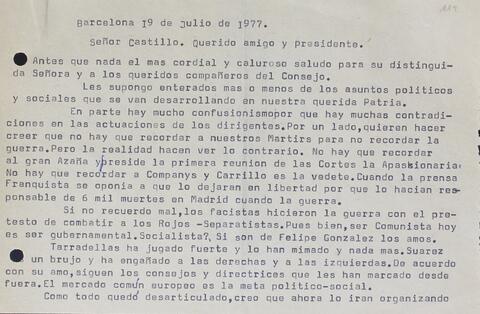 114
Barcelona 19 de julio de 1977.
Señor Castillo. Querido amigo y presidente.
Antes que nada el mas cordial y caluroso saludo para su distingui-
da Señora y a los queridos compañeros del Consejo.
Les supongo enterados mas o menos de los asuntos politicos
y sociales que se van desarrollando en nuestra querida Patria.
En parte hay mucho confusionismopor que hay muchas contradi-
ciones en las actuaciones de los dirigentes.Por un lado,quieren hacer
creer que no hay que recordar a nuestros Martirs para no recordar la
guerra.Pero la realidad hacen ver lo contrario. No hay que recordar
al gran Azaña y preside la primera reunion de las Cortes la Apasionaria.
No hay que recordar a Companys y Carrillo es la vedete.Cuando la prensa
Franquista se oponia a que lo dejaran en libertad por que lo hacian res-
ponsable de 6 mil muertes en Madrid cuando la guerra.
Si no recuerdo mal,los facistas hicieron la guerra con el pre-
testo de combatir a los Rojos -Separatistas.Pues bien,ser Comunista hoy
es ser gubernamental.Socialista?, Si son de Felipe Gonzalez los amos.
Tarradellas ha jugado fuerte y lo han mimado y nada mas.Suarez
un brujo y ha engañado a las derechas y a las izquierdas.De acuerdo
con su amo,siguen los consejos y directrices que les han marcado desde
fuera.El mercado común europeo es la meta politico-social.
Como todo quedó desarticulado,creo que ahora lo iran organizando